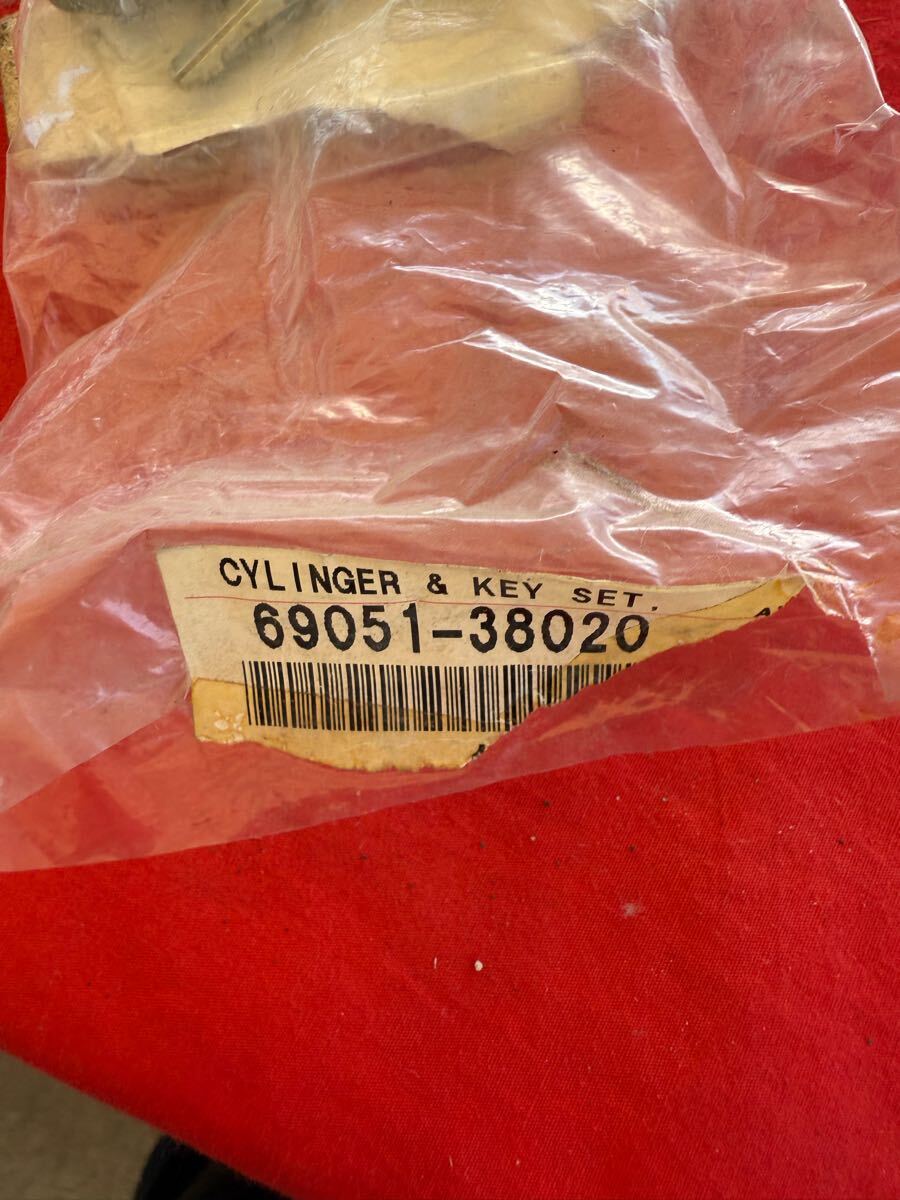 CYLINGER & KEY SET,
69051-38020